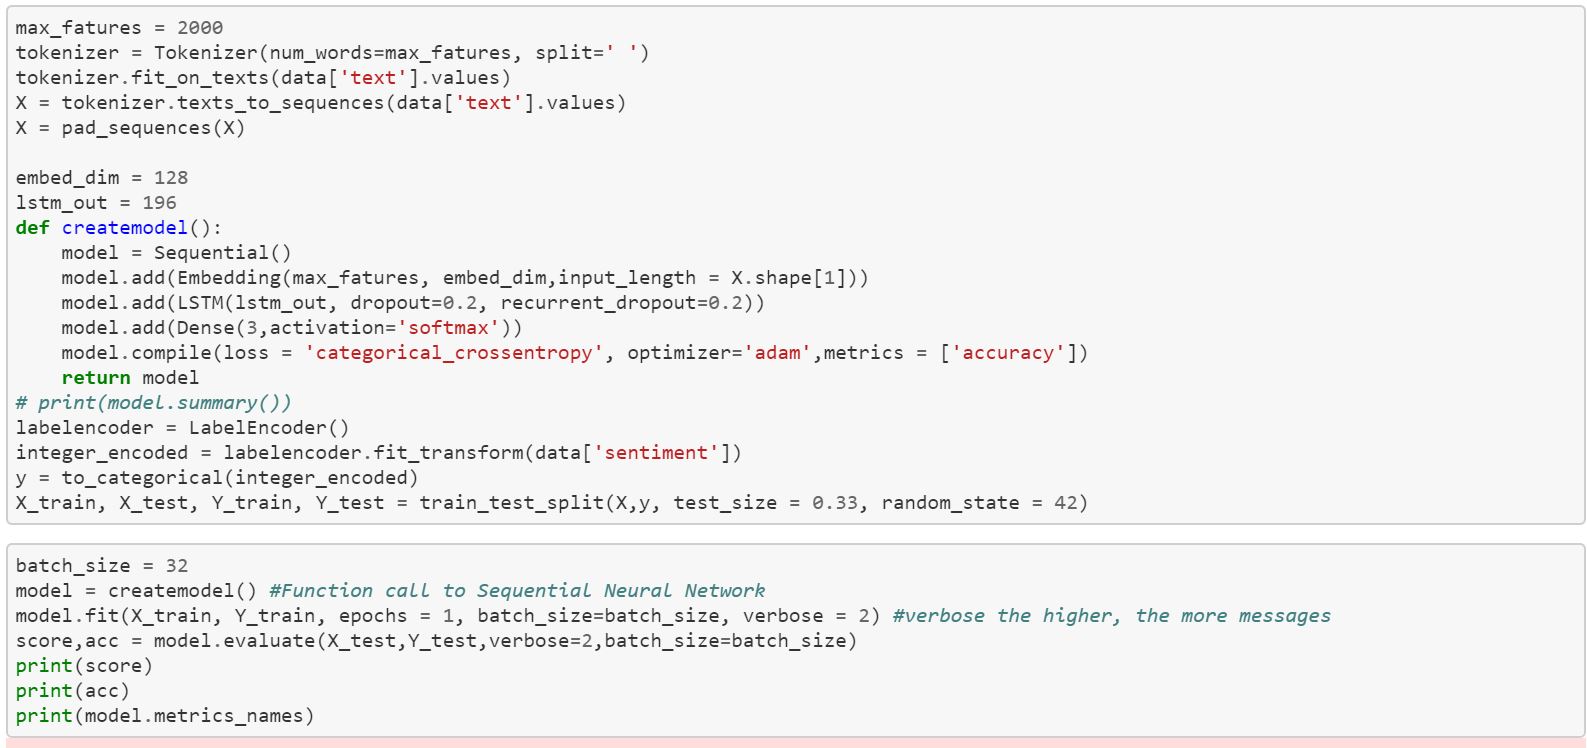 max_fatures = 2000
tokenizer = Tokenizer(num_words=max_fatures, split=' ')
tokenizer.fit_on_texts(data['text'].values)
X = tokenizer.texts_to_sequences(data['text'].values)
X = pad_sequences(X)

embed_dim = 128
lstm_out = 196
def createmodel():
    model = Sequential()
    model.add(Embedding(max_fatures, embed_dim,input_length = X.shape[1]))
    model.add(LSTM(lstm_out, dropout=0.2, recurrent_dropout=0.2))
    model.add(Dense(3,activation='softmax'))
    model.compile(loss = 'categorical_crossentropy', optimizer='adam',metrics = ['accuracy'])
    return model
# print(model.summary())
labelencoder = LabelEncoder()
integer_encoded = labelencoder.fit_transform(data['sentiment'])
y = to_categorical(integer_encoded)
X_train, X_test, Y_train, Y_test = train_test_split(X,y, test_size = 0.33, random_state = 42)

batch_size = 32
model = createmodel() #Function call to Sequential Neural Network
model.fit(X_train, Y_train, epochs = 1, batch_size=batch_size, verbose = 2) #verbose the higher, the more messages
score,acc = model.evaluate(X_test,Y_test,verbose=2,batch_size=batch_size)
print(score)
print(acc)
print(model.metrics_names)